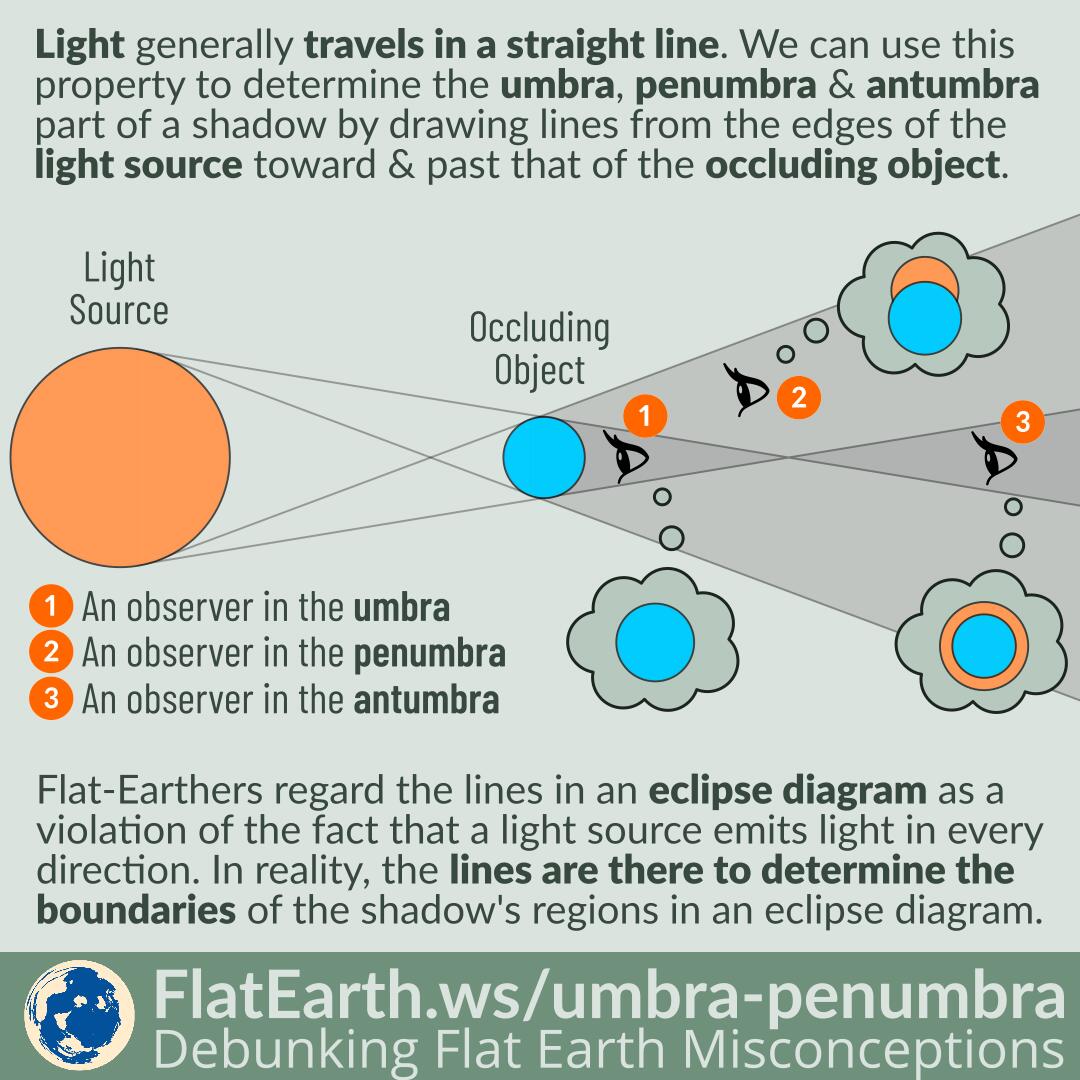 Light generally travels in a straight line. We can use this
property to determine the umbra, penumbra & antumbra
part of a shadow by drawing lines from the edges of the
light source toward & past that of the occluding object.
Light
Source
Occluding
Object
1
2
3
1 An observer in the umbra
2 An observer in the penumbra
3 An observer in the antumbra
Flat-Earthers regard the lines in an eclipse diagram as a
violation of the fact that a light source emits light in every
direction. In reality, the lines are there to determine the
boundaries of the shadow's regions in an eclipse diagram.
FlatEarth.ws/umbra-penumbra
Debunking Flat Earth Misconceptions